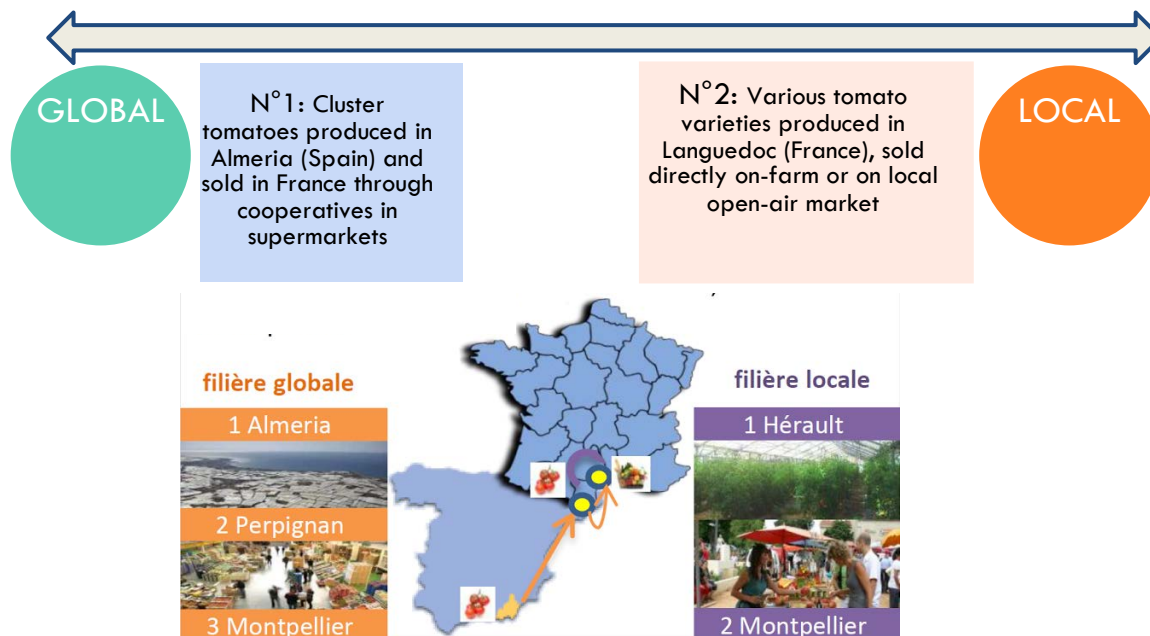 GLOBAL
N°1: Cluster
tomatoes produced in
Almeria (Spain) and
sold in France through
cooperatives in
supermarkets
N°2: Various tomato
varieties produced in
Languedoc (France), sold
directly on-farm or on local
open-air market
LOCAL
filière globale
1 Almeria
2 Perpignan
3 Montpellier
filière locale
1 Hérault
2 Montpellier